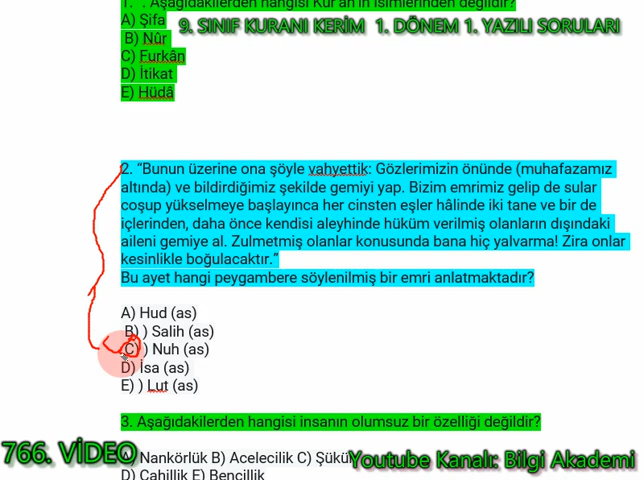 1. . Aşağıdakilerden hangisi Kur'an'ın isimlerinden değildir?
A) Şifa
9. SINIF KURANI KERİM 1. DÖNEM 1. YAZILI SORULARI
B) Nûr
C) Furkân
D) İtikat
E) Hüdâ
2. “Bunun üzerine ona şöyle vahyettik: Gözlerimizin önünde (muhafazamız
altında) ve bildirdiğimiz şekilde gemiyi yap. Bizim emrimiz gelip de sular
coşup yükselmeye başlayınca her cinsten eşler hâlinde iki tane ve bir de
içlerinden, daha önce kendisi aleyhinde hüküm verilmiş olanların dışındaki
aileni gemiye al. Zulmetmiş olanlar konusunda bana hiç yalvarma! Zira onlar
kesinlikle boğulacaktır.”
Bu ayet hangi peygambere söylenilmiş bir emri anlatmaktadır?
A) Hud (as)
B) ) Salih (as)
C) ) Nuh (as)
D) İsa (as)
E) ) Lut (as)
3. Aşağıdakilerden hangisi insanın olumsuz bir özelliği değildir?
766. VİDEO
A) Nankörlük B) Acelecilik C) Şükür
Youtube Kanalı: Bilgi Akademi
D) Cahillik E) Bencillik